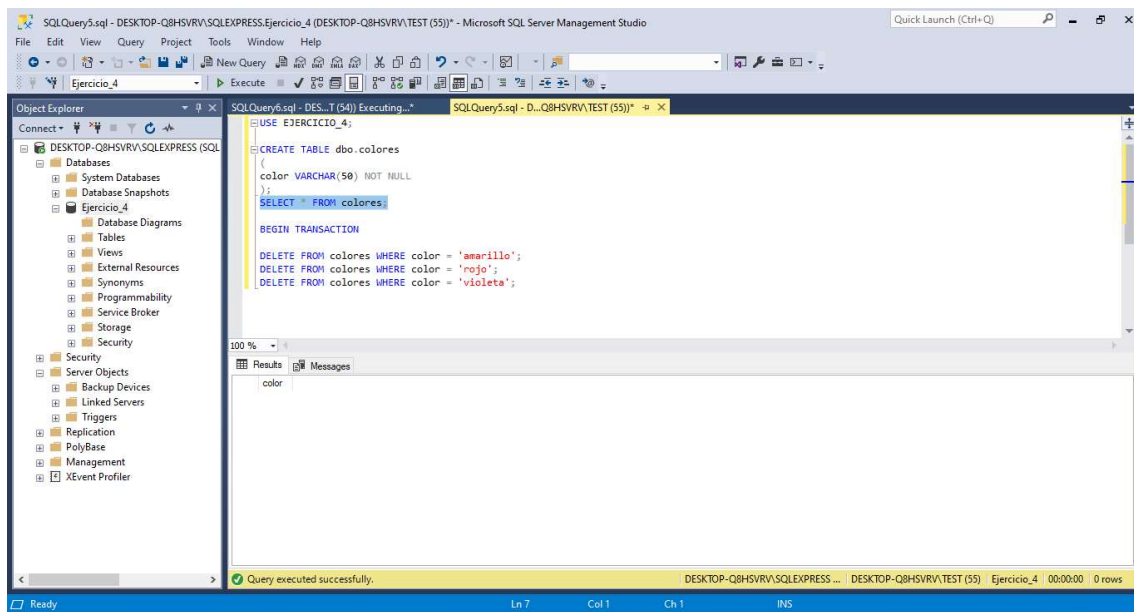 SQLQuery5.sql - DESKTOP-Q8HSVRV\SQLEXPRESS.Ejercicio_4 (DESKTOP-Q8HSVRV\TEST (55))* - Microsoft SQL Server Management Studio
Quick Launch (Ctrl+Q)
File Edit View Query Project Tools Window Help
New Query
Ejercicio_4
Execute
Object Explorer
SQLQuery6.sql - DES...T (54)) Executing...*
SQLQuery5.sql - D...Q8HSVRV\TEST (55))*
Connect
DESKTOP-Q8HSVRV\SQLEXPRESS (SQL
Databases
System Databases
Database Snapshots
Ejercicio_4
Database Diagrams
Tables
Views
External Resources
Synonyms
Programmability
Service Broker
Storage
Security
Security
Server Objects
Backup Devices
Linked Servers
Triggers
Replication
PolyBase
Management
XEvent Profiler
USE EJERCICIO_4;
CREATE TABLE dbo.colores
(
color VARCHAR(50) NOT NULL
);
SELECT * FROM colores;
BEGIN TRANSACTION
DELETE FROM colores WHERE color = 'amarillo';
DELETE FROM colores WHERE color = 'rojo';
DELETE FROM colores WHERE color = 'violeta';
100 %
Results Messages
color
Query executed successfully.
DESKTOP-Q8HSVRV\SQLEXPRESS ... DESKTOP-Q8HSVRV\TEST (55) Ejercicio_4 00:00:00 0 rows
Ready Ln 7 Col 1 Ch 1 INS